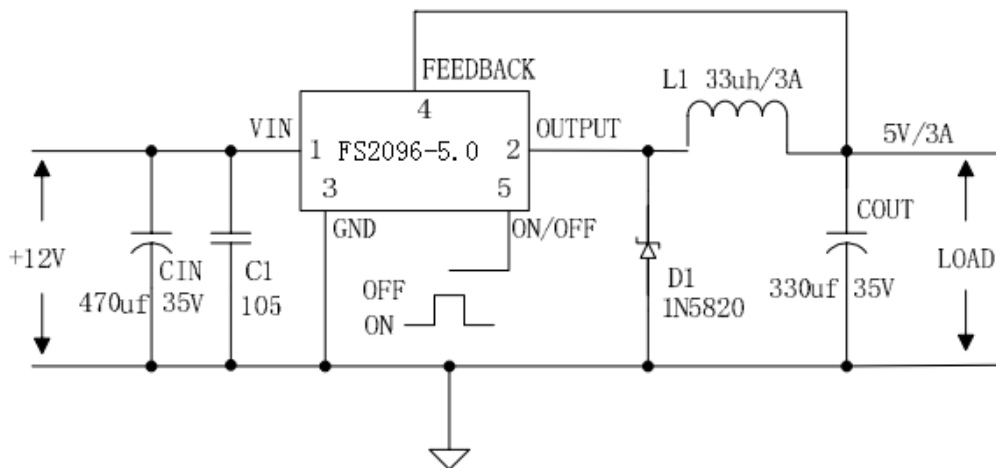 FEEDBACK
L1 33uh/3A
4
VIN
OUTPUT
5V/3A
1 FS2096-5.0 2
3
5
GND
ON/OFF
COUT
+12V
CIN
C1
LOAD
470uf 35V
105
OFF
D1
330uf 35V
ON
1N5820